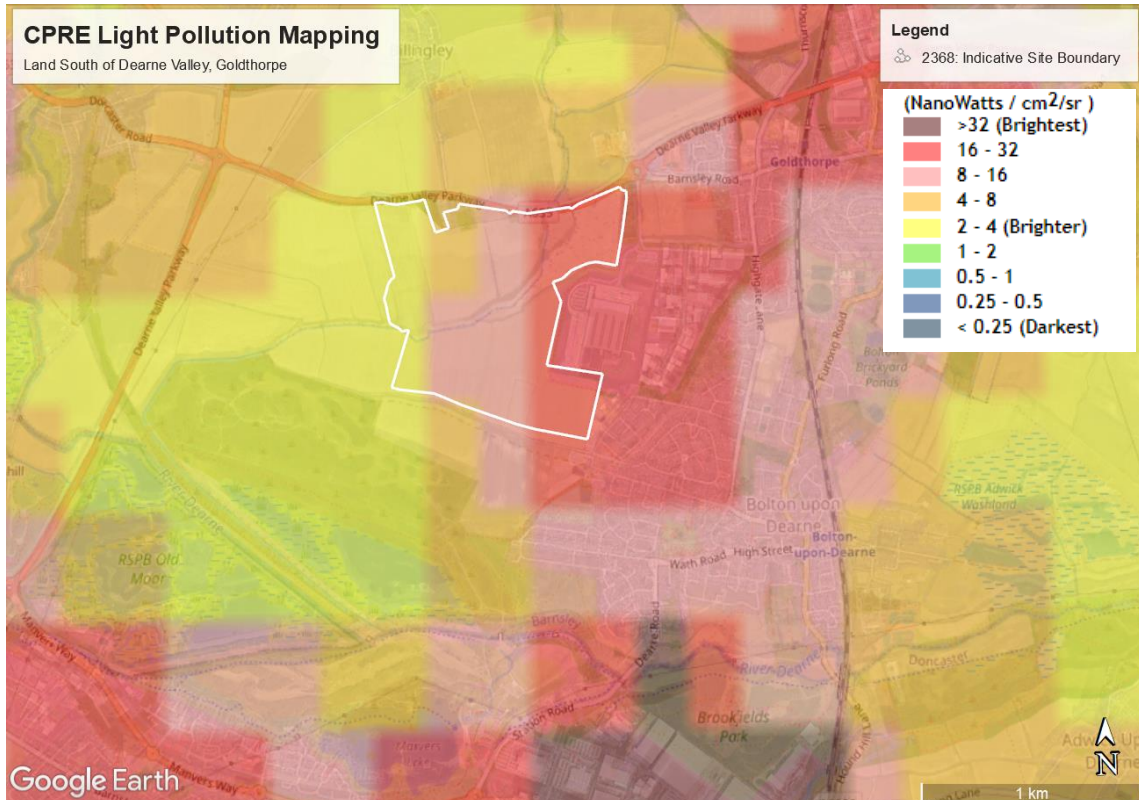 CPRE Light Pollution Mapping
Land South of Dearne Valley, Goldthorpe
Legend
2368: Indicative Site Boundary
(NanoWatts / cm2/sr )
>32 (Brightest)
16 - 32
8 - 16
4 - 8
2 - 4 (Brighter)
1 - 2
0.5 - 1
0.25 - 0.5
< 0.25 (Darkest)
Doncaster Road
Dearne Valley Parkway
Goldthorpe
Barnsley Road
Dearne Valley Parkway
Dearne Valley Parkway
Highgate Lane
Furlong Road
Bolton
Brickyard
Ponds
RSPB Adwick
Washland
River Dearne
Bolton upon
Dearne
Bolton-
upon-Dearne
Wath Road
High Street
RSPB Old
Moor
Barnsley
Dearne Road
River Dearne
Doncaster
Manvers Way
Station Road
Brookfields
Park
Manvers
Lake
Manvers Way
Google Earth
N
1 km